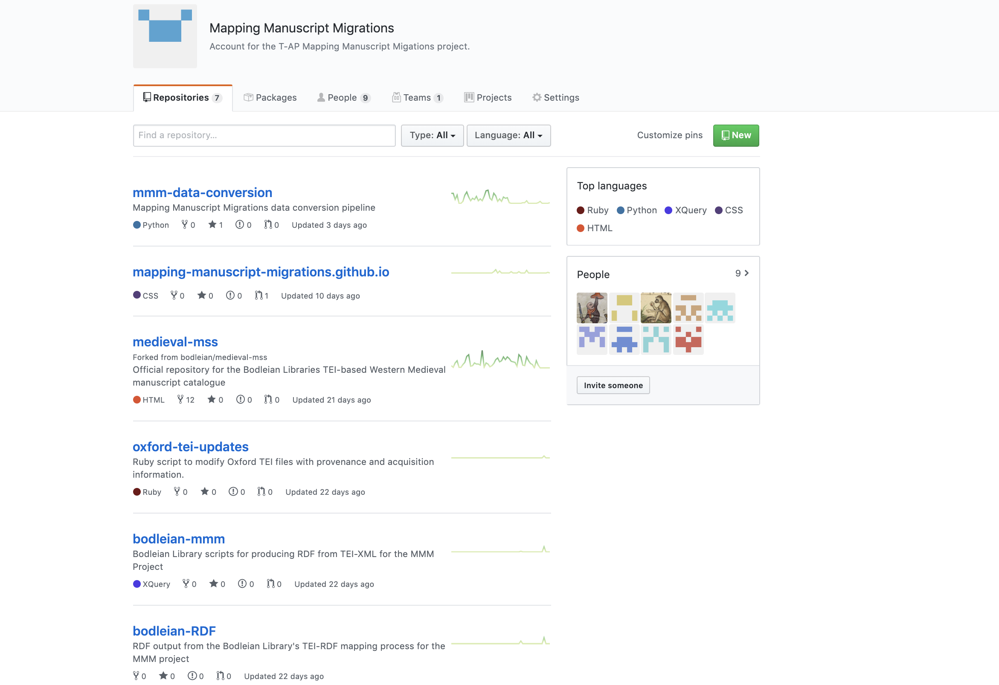 Mapping Manuscript Migrations
Account for the T-AP Mapping Manuscript Migations project.
Repositories 7
Packages
People 9
Teams 1
Projects
Settings
Find a repository...
Type: All
Language: All
Customize pins
New
mmm-data-conversion
Mapping Manuscript Migrations data conversion pipeline
Python 0 1 0 0 Updated 3 days ago
mapping-manuscript-migrations.github.io
CSS 0 0 0 1 Updated 10 days ago
medieval-mss
Forked from bodleian/medieval-mss
Official repository for the Bodleian Libraries TEI-based Western Medieval
manuscript catalogue
HTML 12 0 0 0 Updated 21 days ago
oxford-tei-updates
Ruby script to modify Oxford TEI files with provenance and acquisition
information.
Ruby 0 0 0 0 Updated 22 days ago
bodleian-mmm
Bodleian Library scripts for producing RDF from TEI-XML for the MMM
Project
XQuery 0 0 0 0 Updated 22 days ago
bodleian-RDF
RDF output from the Bodleian Library's TEI-RDF mapping process for the
MMM project
0 0 0 0 Updated 22 days ago
Top languages
Ruby Python XQuery CSS
HTML
People 9
Invite someone